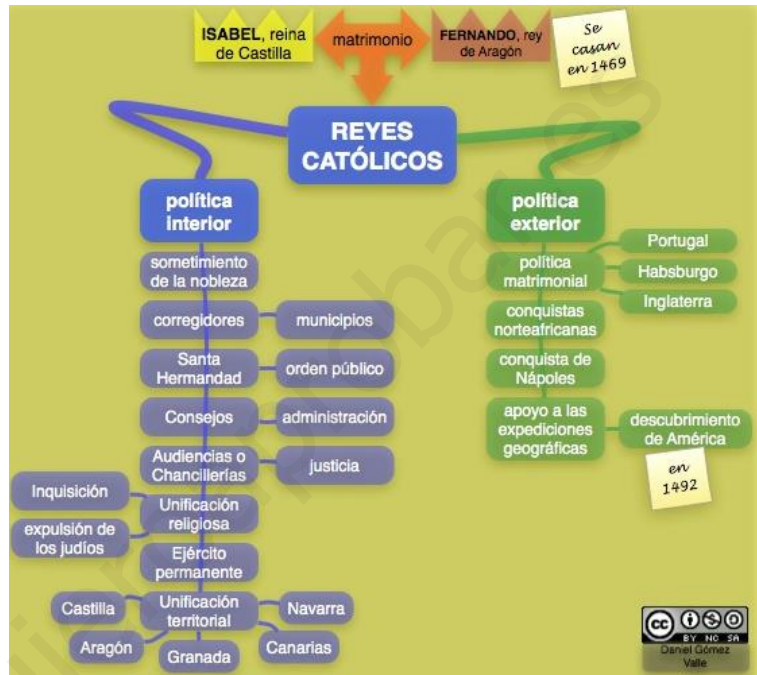 ISABEL, reina
de Castilla
matrimonio
FERNANDO, rey
de Aragón
Se
casan
en 1469
REYES
CATÓLICOS
política
interior
sometimiento
de la nobleza
corregidores
municipios
Santa
Hermandad
orden público
Consejos
administración
Audiencias o
Chancillerías
justicia
Inquisición
expulsión de
los judíos
Unificación
religiosa
Ejército
permanente
Castilla
Unificación
territorial
Navarra
Aragón
Granada
Canarias
política
exterior
política
matrimonial
Portugal
Habsburgo
Inglaterra
conquistas
norteafricanas
conquista de
Nápoles
apoyo a las
expediciones
geográficas
descubrimiento
de América
en
1492
cc
BY NC SA
Daniel Gómez
Valle